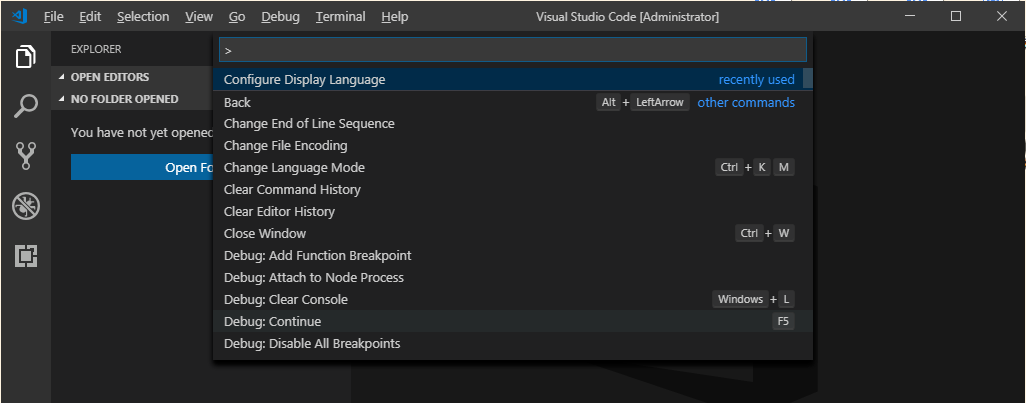 File Edit Selection View Go Debug Terminal Help Visual Studio Code [Administrator]
EXPLORER
OPEN EDITORS
NO FOLDER OPENED
You have not yet opened
Open Fo
>
Configure Display Language recently used
Back Alt + LeftArrow other commands
Change End of Line Sequence
Change File Encoding
Change Language Mode Ctrl + K M
Clear Command History
Clear Editor History
Close Window Ctrl + W
Debug: Add Function Breakpoint
Debug: Attach to Node Process
Debug: Clear Console Windows + L
Debug: Continue F5
Debug: Disable All Breakpoints